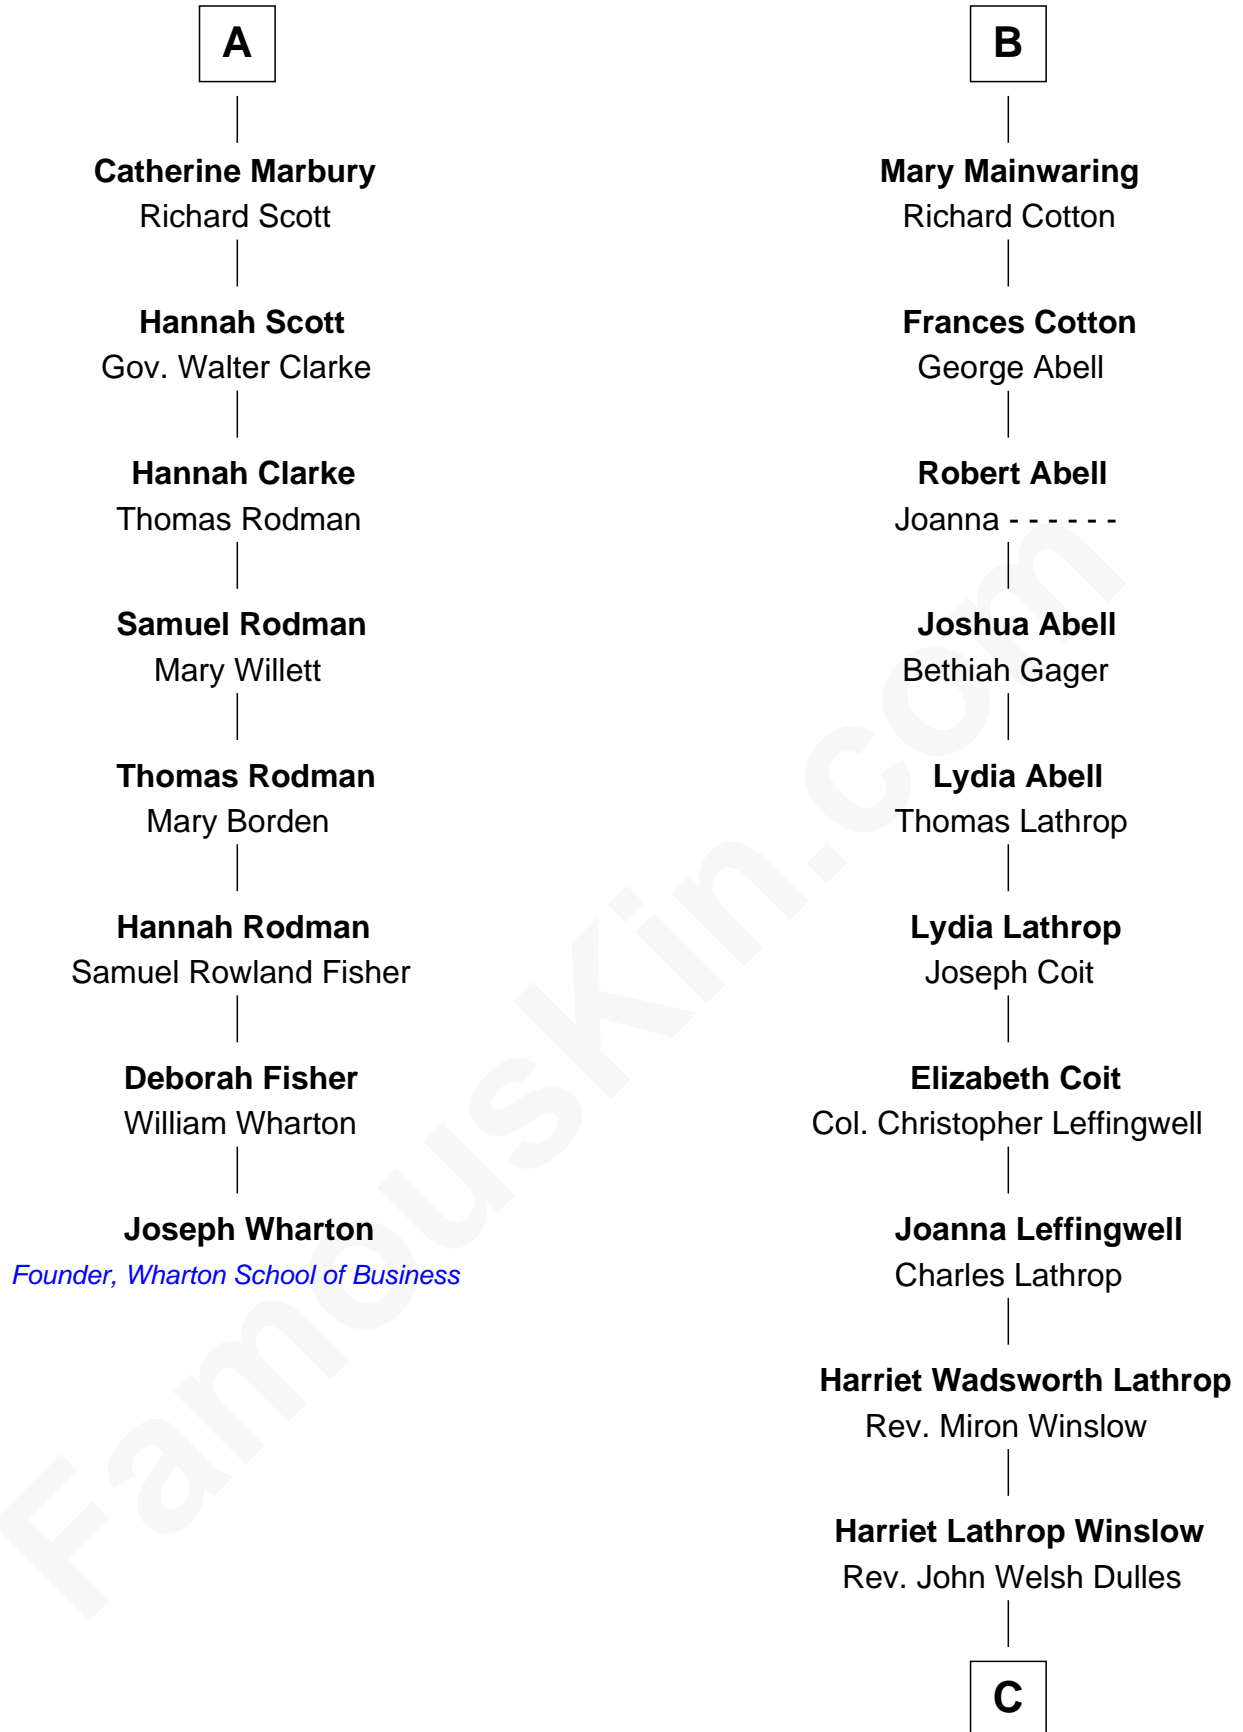 A
Catherine Marbury
Richard Scott
Hannah Scott
Gov. Walter Clarke
Hannah Clarke
Thomas Rodman
Samuel Rodman
Mary Willett
Thomas Rodman
Mary Borden
Hannah Rodman
Samuel Rowland Fisher
Deborah Fisher
William Wharton
Joseph Wharton
Founder, Wharton School of Business
B
Mary Mainwaring
Richard Cotton
Frances Cotton
George Abell
Robert Abell
Joanna - - - - - -
Joshua Abell
Bethiah Gager
Lydia Abell
Thomas Lathrop
Lydia Lathrop
Joseph Coit
Elizabeth Coit
Col. Christopher Leffingwell
Joanna Leffingwell
Charles Lathrop
Harriet Wadsworth Lathrop
Rev. Miron Winslow
Harriet Lathrop Winslow
Rev. John Welsh Dulles
C
FamousKin.com